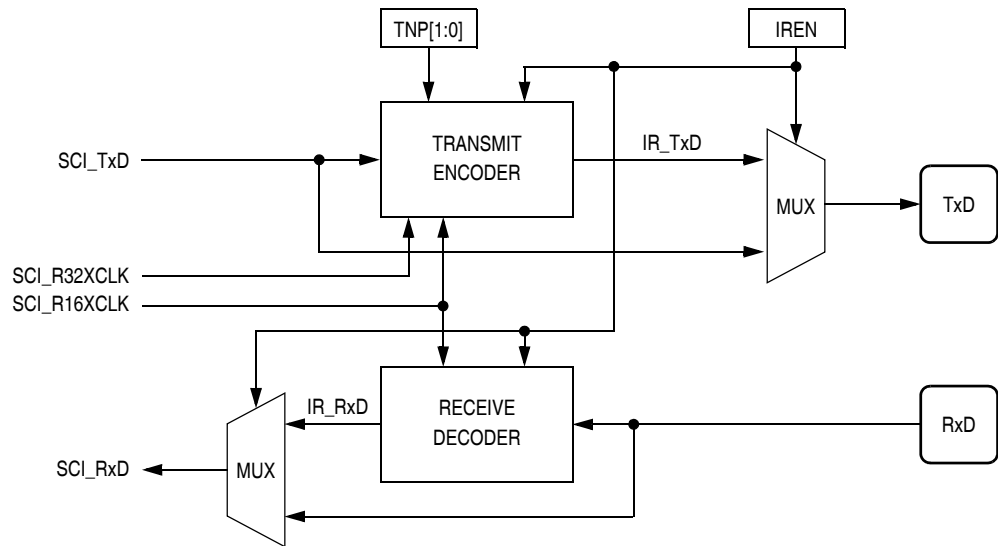 TNP[1:0]
IREN
TRANSMIT
ENCODER
IR_TxD
SCI_TxD
MUX
TxD
SCI_R32XCLK
SCI_R16XCLK
IR_RxD
RECEIVE
DECODER
RxD
SCI_RxD
MUX